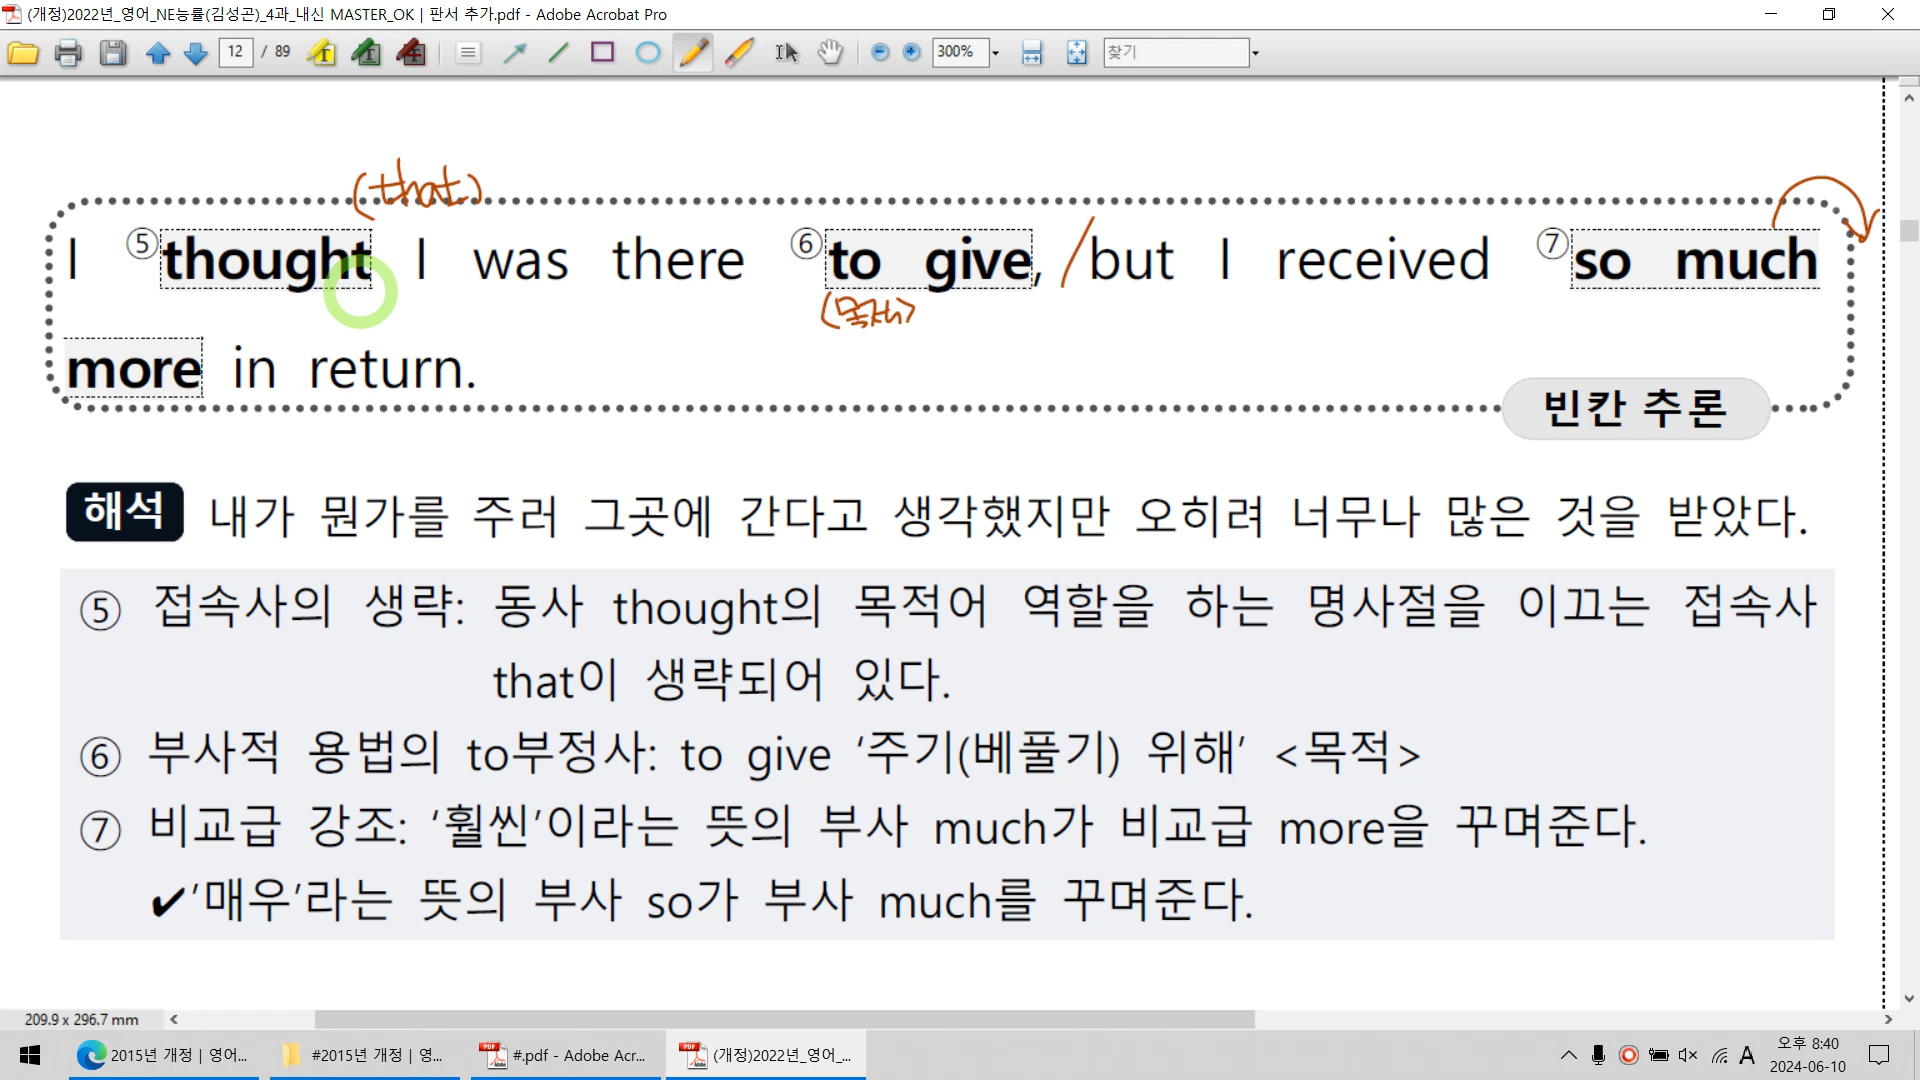 (개정)2022년_영어_NE능률(김성곤)_4과_내신 MASTER_OK | 판서 추가.pdf - Adobe Acrobat Pro
12 / 89 300% 찾기
(that)
I ⑤thought I was there ⑥to give, / but I received ⑦so much
(목적)
more in return.
빈칸 추론
해석 내가 뭔가를 주러 그곳에 간다고 생각했지만 오히려 너무나 많은 것을 받았다.
⑤ 접속사의 생략: 동사 thought의 목적어 역할을 하는 명사절을 이끄는 접속사
that이 생략되어 있다.
⑥ 부사적 용법의 to부정사: to give ‘주기(베풀기) 위해’ <목적>
⑦ 비교급 강조: ‘훨씬’이라는 뜻의 부사 much가 비교급 more을 꾸며준다.
✔‘매우’라는 뜻의 부사 so가 부사 much를 꾸며준다.
209.9 x 296.7 mm
2015년 개정 | 영어... #2015년 개정 | 영... #.pdf - Adobe Acr... (개정)2022년_영어_... A 오후 8:40
2024-06-10